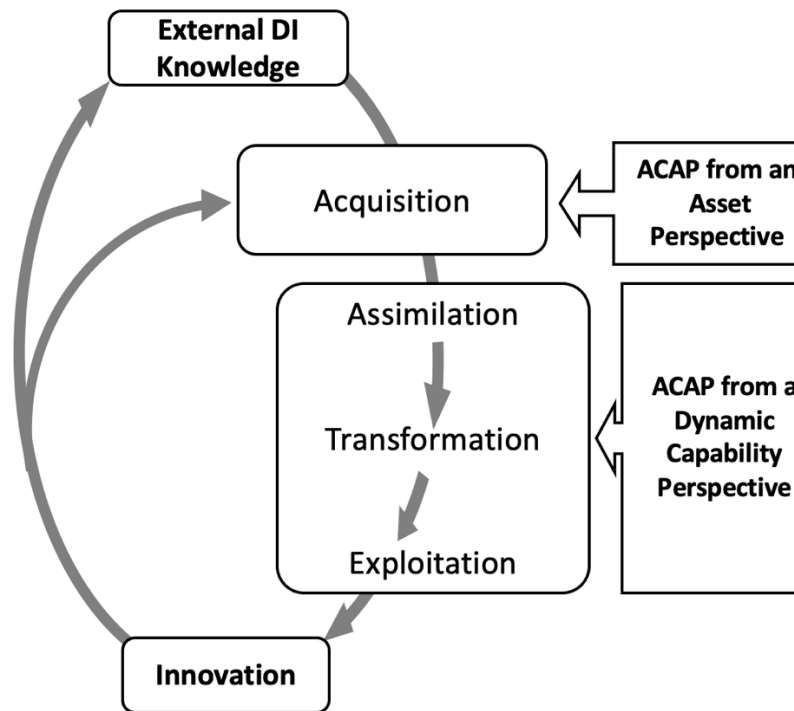 External DI
Knowledge
Acquisition
ACAP from an
Asset
Perspective
Assimilation
Transformation
Exploitation
ACAP from a
Dynamic
Capability
Perspective
Innovation